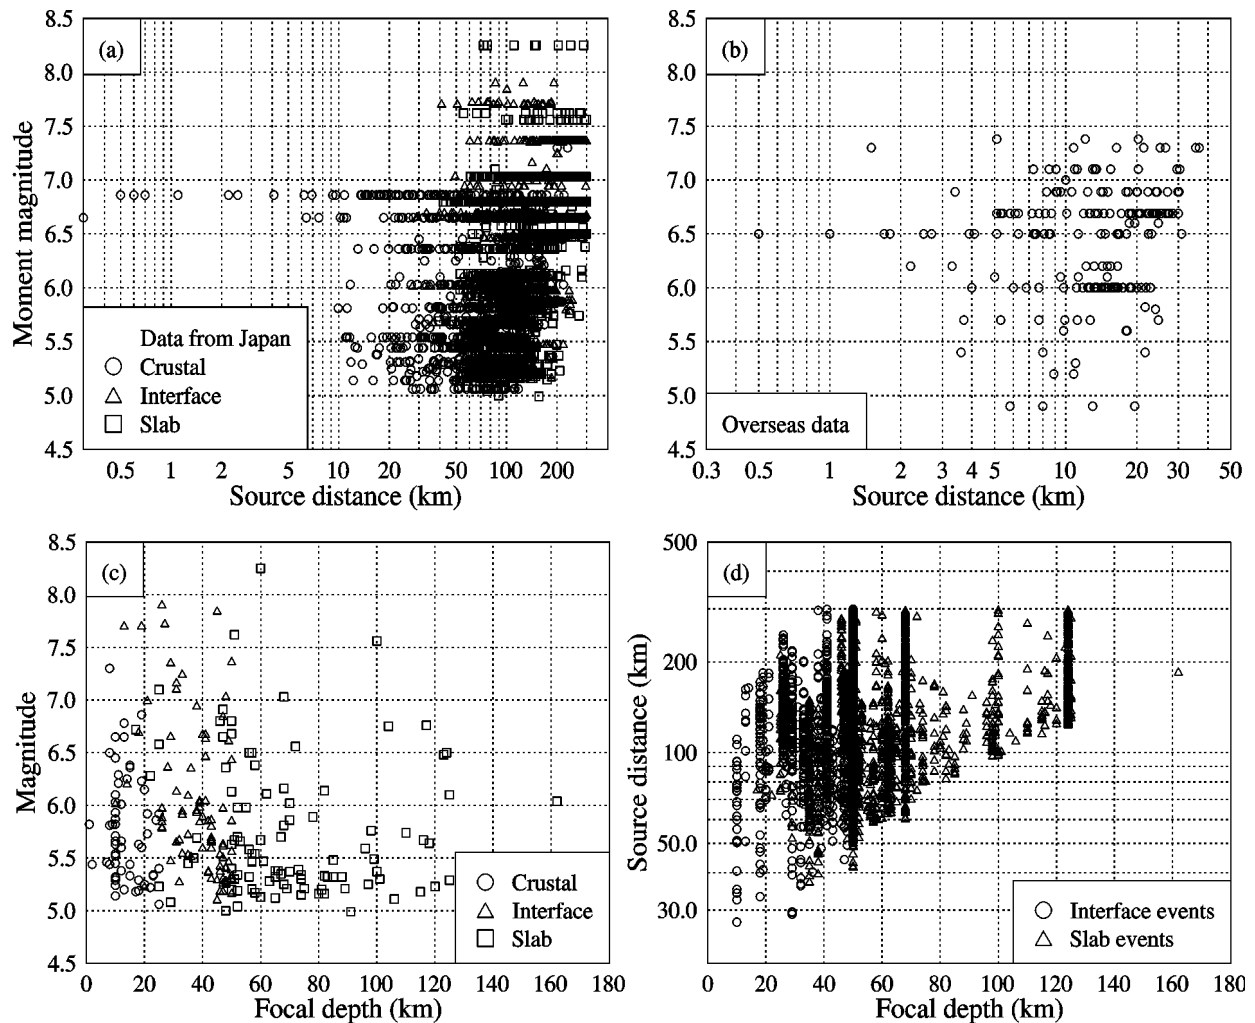 (a)
8.5
8.0
7.5
7.0
6.5
6.0
5.5
5.0
4.5
Moment magnitude
Data from Japan
Crustal
Interface
Slab
0.5 1 2 5 10 20 50 100 200
Source distance (km)
(b)
8.5
8.0
7.5
7.0
6.5
6.0
5.5
5.0
4.5
Overseas data
0.3 0.5 1 2 3 4 5 10 20 30 50
Source distance (km)
(c)
8.5
8.0
7.5
7.0
6.5
6.0
5.5
5.0
4.5
Magnitude
Crustal
Interface
Slab
0 20 40 60 80 100 120 140 160 180
Focal depth (km)
(d)
500
200
100
50.0
30.0
Source distance (km)
Interface events
Slab events
0 20 40 60 80 100 120 140 160 180
Focal depth (km)